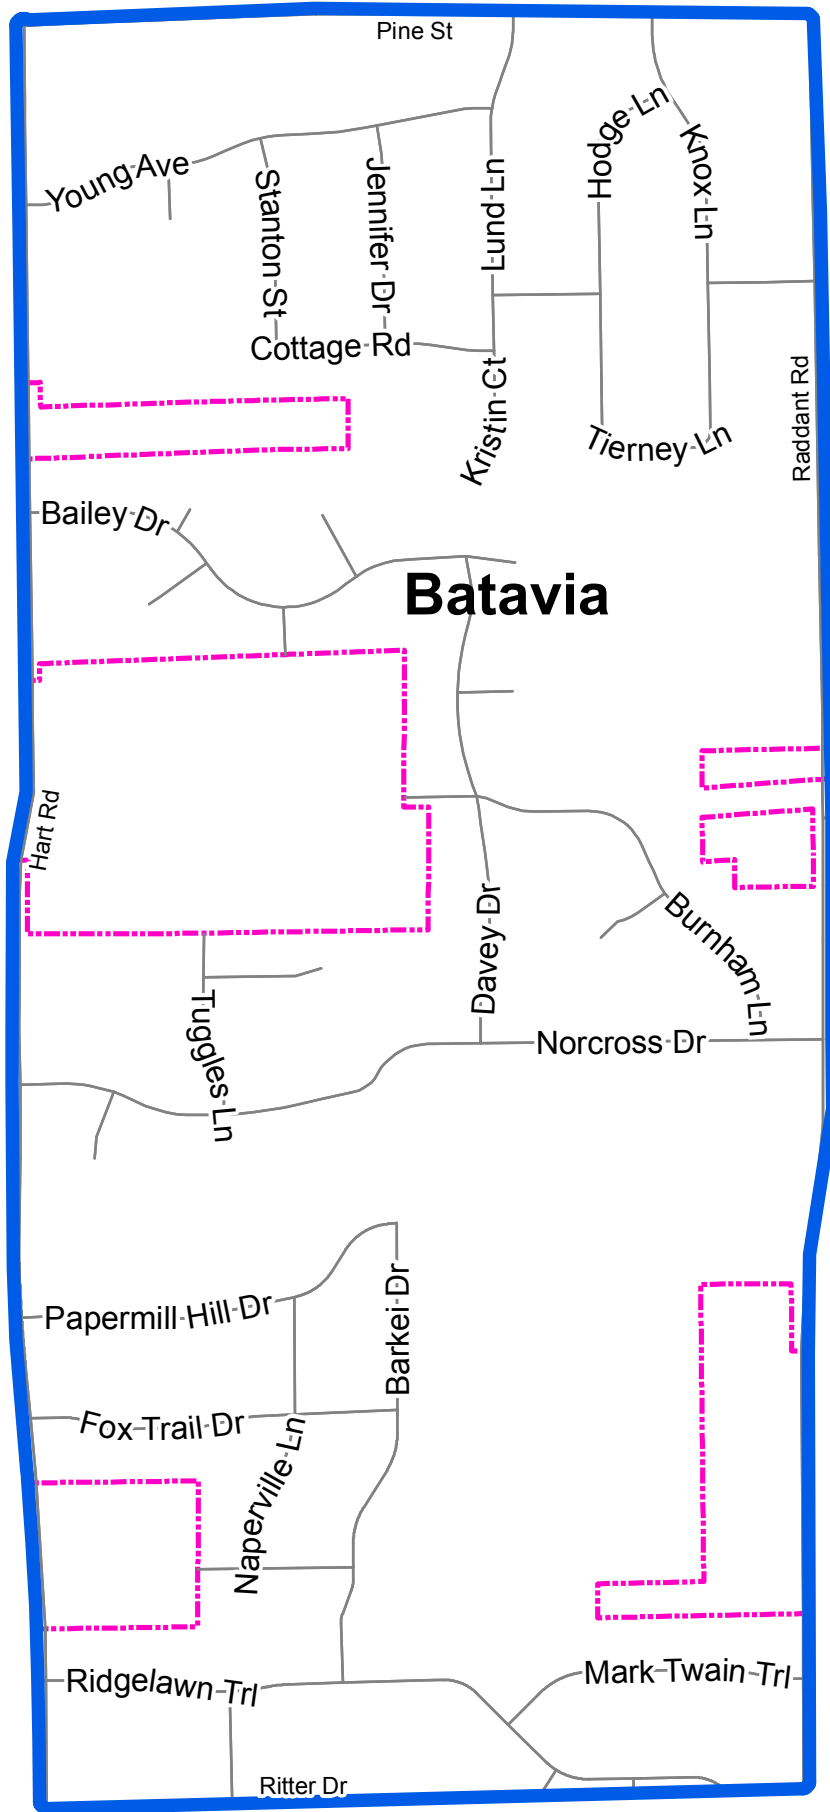 Pine St
Hodge Ln
Knox Ln
Young Ave
Stanton St
Jennifer Dr
Lund Ln
Cottage Rd
Kristin Ct
Tierney Ln
Raddant Rd
Bailey Dr
Batavia
Hart Rd
Davey Dr
Burnham Ln
Tuggles Ln
Norcross Dr
Papermill Hill Dr
Barkei Dr
Fox Trail Dr
Naperville Ln
Ridgelawn Trl
Mark Twain Trl
Ritter Dr